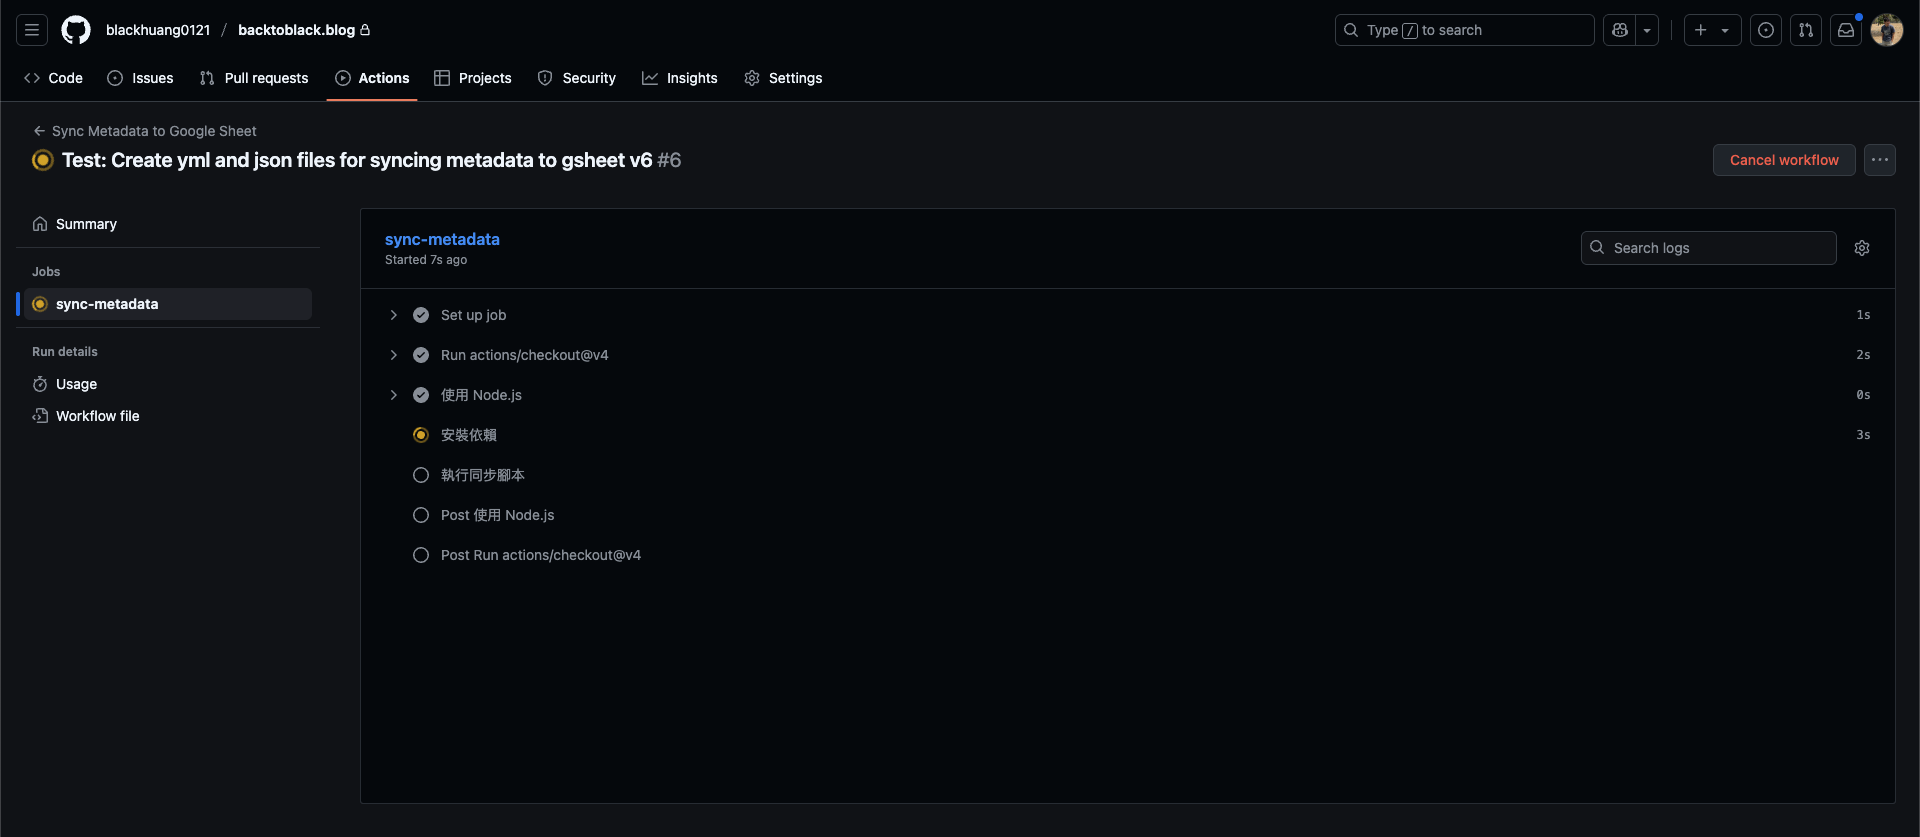 blackhuang0121 / backtoblack.blog
Type / to search
Code
Issues
Pull requests
Actions
Projects
Security
Insights
Settings
Sync Metadata to Google Sheet
Test: Create yml and json files for syncing metadata to gsheet v6 #6
Cancel workflow
Summary
Jobs
sync-metadata
Run details
Usage
Workflow file
sync-metadata
Started 7s ago
Search logs
Set up job 1s
Run actions/checkout@v4 2s
使用 Node.js 0s
安裝依賴 3s
執行同步腳本
Post 使用 Node.js
Post Run actions/checkout@v4